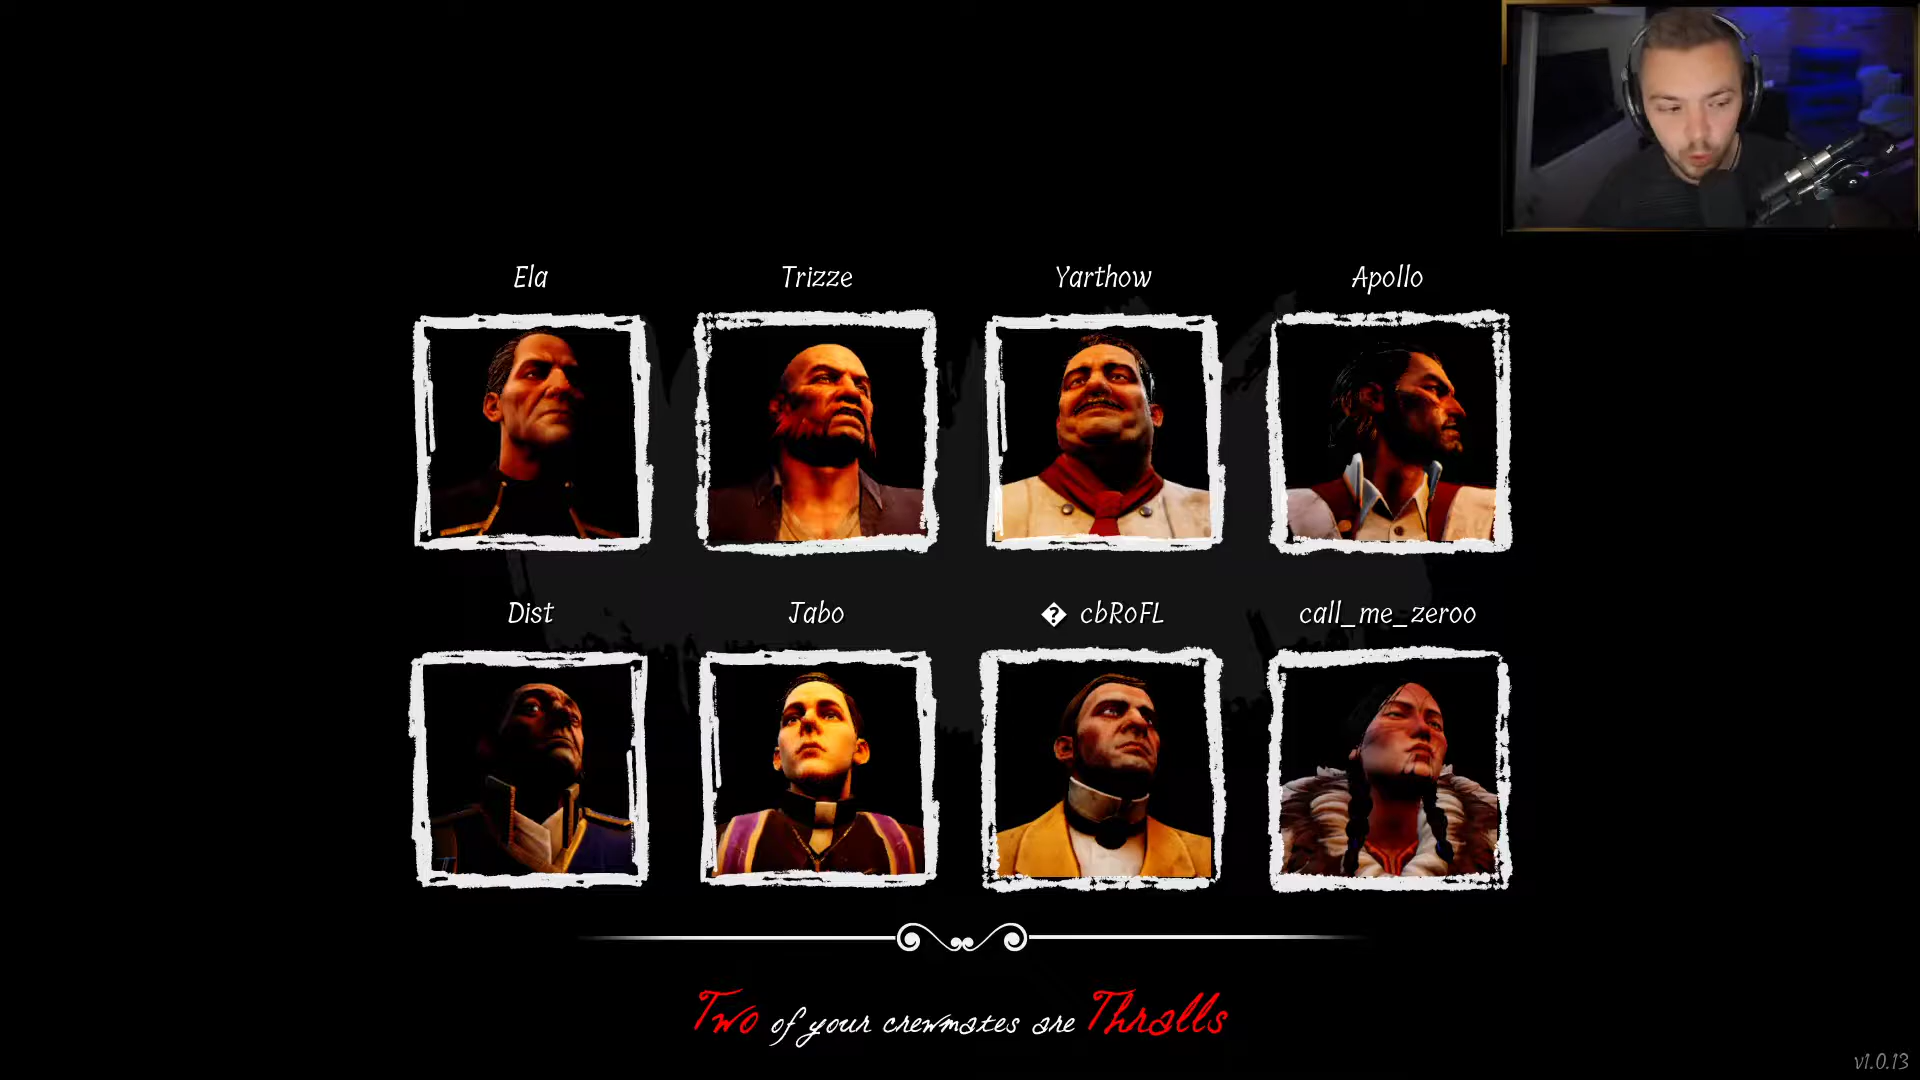 Ela Trizze Yarthow Apollo
Dist Jabo � cbRoFL call_me_zeroo
Two of your crewmates are Thralls
v1.0.13